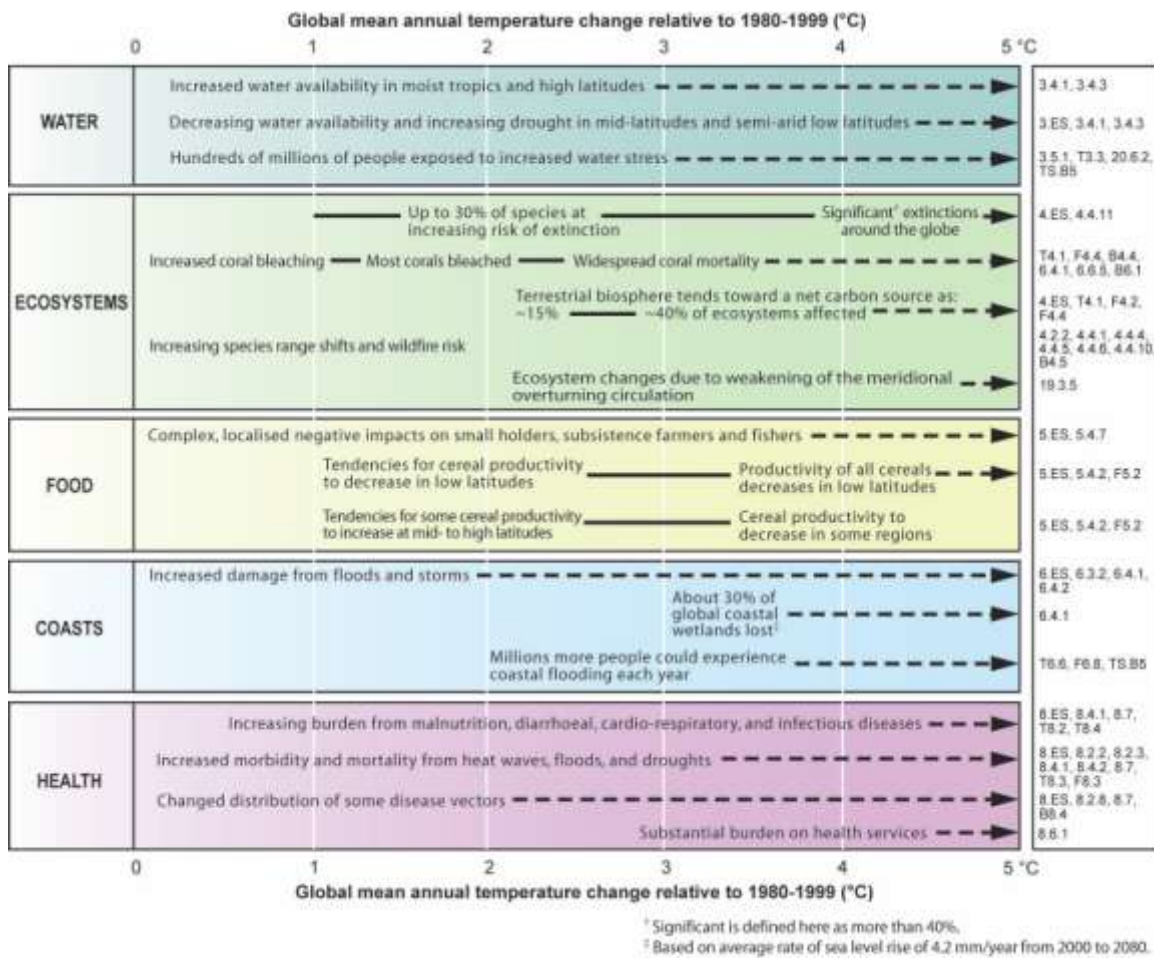 Global mean annual temperature change relative to 1980-1999 (°C)
0 1 2 3 4 5 °C
WATER
Increased water availability in moist tropics and high latitudes
3.4.1, 3.4.3
Decreasing water availability and increasing drought in mid-latitudes and semi-arid low latitudes
3.ES, 3.4.1, 3.4.3
Hundreds of millions of people exposed to increased water stress
3.5.1, T3.3, 20.6.2,
TS.B5
ECOSYSTEMS
Up to 30% of species at
increasing risk of extinction
Significant¹ extinctions
around the globe
4.ES, 4.4.11
Increased coral bleaching
Most corals bleached
Widespread coral mortality
T4.1, F4.4, B4.4,
6.4.1, 6.6.5, B6.1
Terrestrial biosphere tends toward a net carbon source as:
~15%
~40% of ecosystems affected
4.ES, T4.1, F4.2,
F4.4
Increasing species range shifts and wildfire risk
4.2.2, 4.4.1, 4.4.4,
4.4.5, 4.4.6, 4.4.10,
B4.5
Ecosystem changes due to weakening of the meridional
overturning circulation
19.3.5
FOOD
Complex, localised negative impacts on small holders, subsistence farmers and fishers
5.ES, 5.4.7
Tendencies for cereal productivity
to decrease in low latitudes
Productivity of all cereals
decreases in low latitudes
5.ES, 5.4.2, F5.2
Tendencies for some cereal productivity
to increase at mid- to high latitudes
Cereal productivity to
decrease in some regions
5.ES, 5.4.2, F5.2
COASTS
Increased damage from floods and storms
6.ES, 6.3.2, 6.4.1,
6.4.2
About 30% of
global coastal
wetlands lost²
6.4.1
Millions more people could experience
coastal flooding each year
T6.6, F6.8, TS.B5
HEALTH
Increasing burden from malnutrition, diarrhoeal, cardio-respiratory, and infectious diseases
8.ES, 8.4.1, 8.7,
T8.2, T8.4
Increased morbidity and mortality from heat waves, floods, and droughts
8.ES, 8.2.2, 8.2.3,
8.4.1, 8.4.2, 8.7,
T8.3, F8.3
Changed distribution of some disease vectors
8.ES, 8.2.8, 8.7,
B8.4
Substantial burden on health services
8.6.1
0 1 2 3 4 5 °C
Global mean annual temperature change relative to 1980-1999 (°C)
¹ Significant is defined here as more than 40%.
² Based on average rate of sea level rise of 4.2 mm/year from 2000 to 2080.